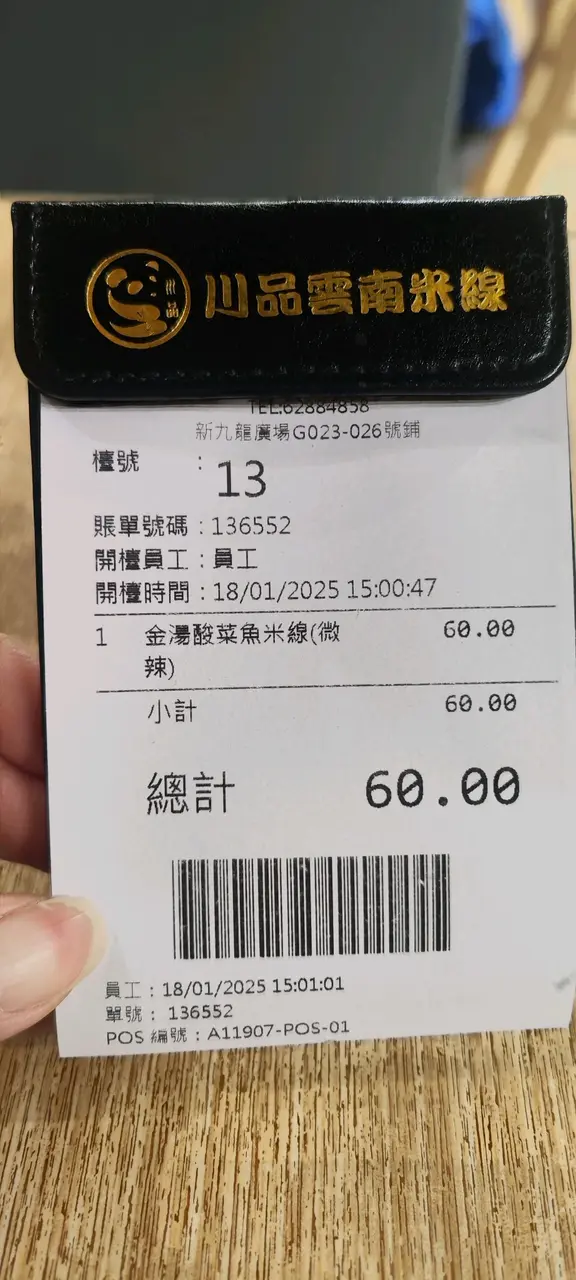 川品
川品雲南米線
TEL:62884858
新九龍廣場G023-026號鋪
檯號 : 13
賬單號碼 : 136552
開檯員工 : 員工
開檯時間 : 18/01/2025 15:00:47
1 金湯酸菜魚米線(微 60.00
辣)
小計 60.00
總計 60.00
員工 : 18/01/2025 15:01:01
單號 : 136552
POS 編號 : A11907-POS-01